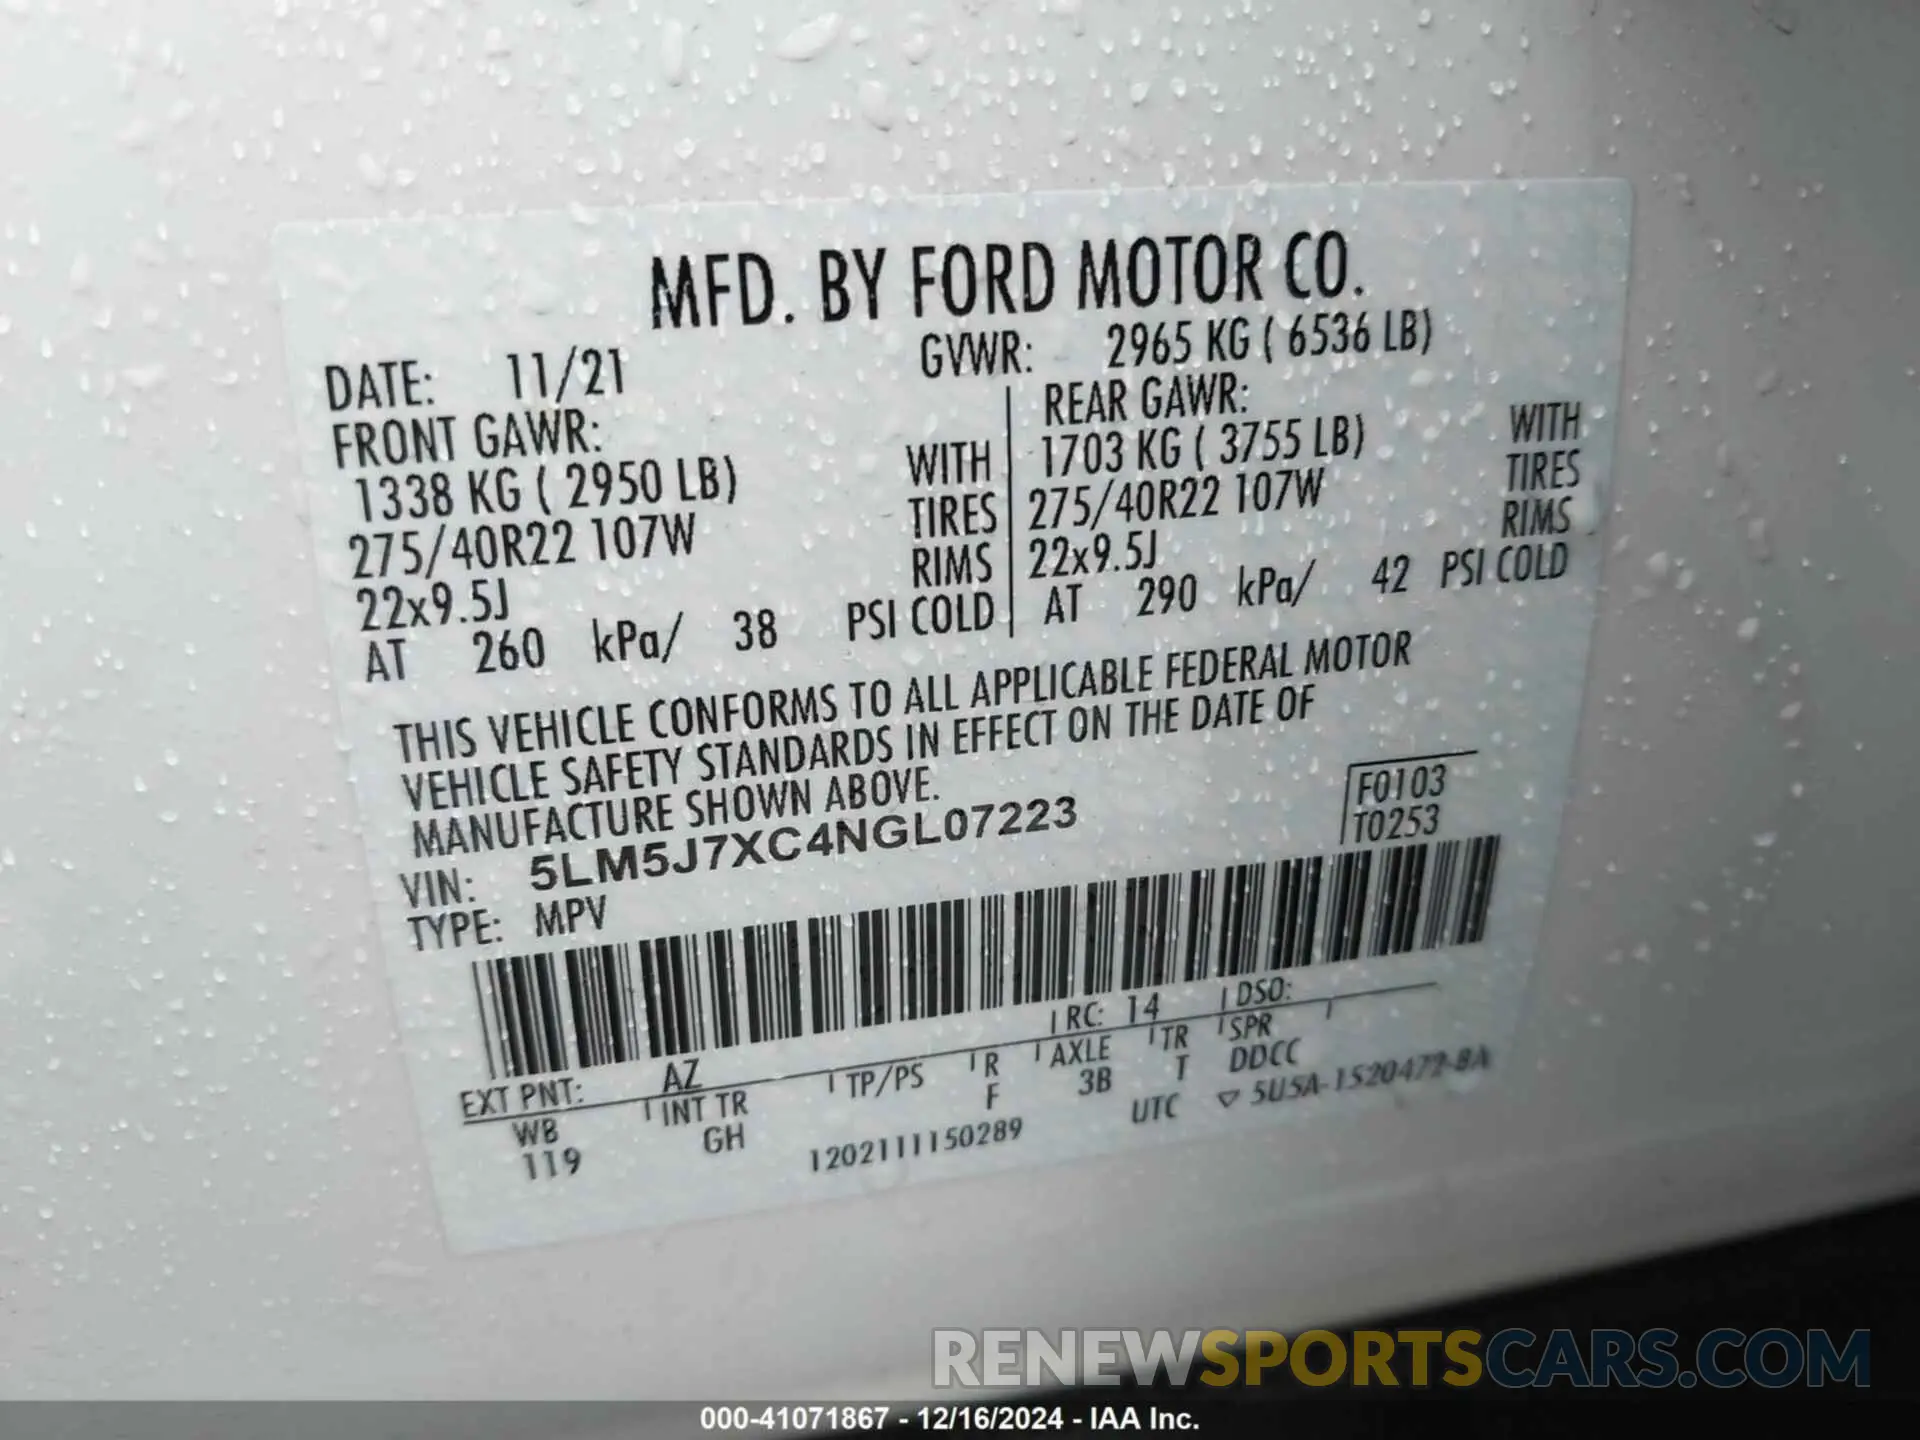 MFD. BY FORD MOTOR CO.
DATE: 11/21 GVWR: 2965 KG ( 6536 LB)
FRONT GAWR: REAR GAWR:
1338 KG ( 2950 LB) WITH 1703 KG ( 3755 LB) WITH
275/40R22 107W TIRES 275/40R22 107W TIRES
22x9.5J RIMS 22x9.5J RIMS
AT 260 kPa/ 38 PSI COLD AT 290 kPa/ 42 PSI COLD
THIS VEHICLE CONFORMS TO ALL APPLICABLE FEDERAL MOTOR
VEHICLE SAFETY STANDARDS IN EFFECT ON THE DATE OF
MANUFACTURE SHOWN ABOVE.
F0103
T0253
VIN: 5LM5J7XC4NGL07223
TYPE: MPV
EXT PNT: AZ RC: 14 DSO:
WB INT TR TP/PS R AXLE TR SPR
119 GH F 3B T DDCC
1202111150289 UTC ▽ 5U5A-1520472-BA
RENEWSPORTSCARS.COM
000-41071867 - 12/16/2024 - IAA Inc.